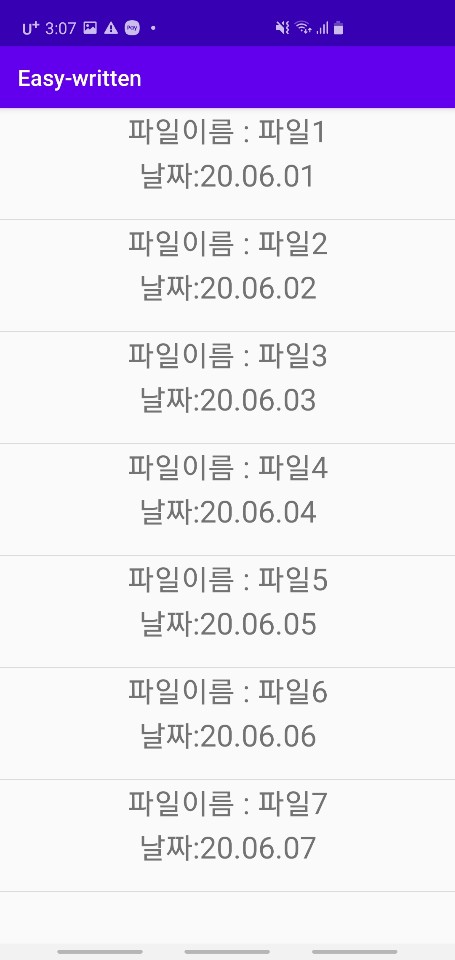 U+ 3:07 Pay
Easy-written
파일이름 : 파일1
날짜:20.06.01
파일이름 : 파일2
날짜:20.06.02
파일이름 : 파일3
날짜:20.06.03
파일이름 : 파일4
날짜:20.06.04
파일이름 : 파일5
날짜:20.06.05
파일이름 : 파일6
날짜:20.06.06
파일이름 : 파일7
날짜:20.06.07